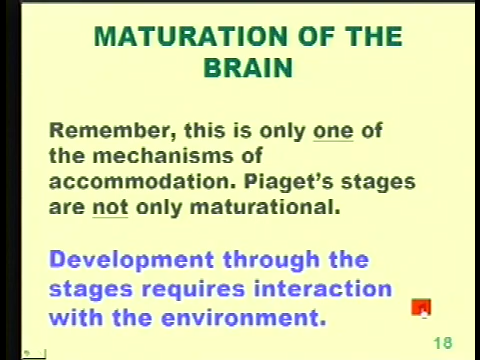 MATURATION OF THE
BRAIN
Remember, this is only one of
the mechanisms of
accommodation. Piaget's stages
are not only maturational.
Development through the
stages requires interaction
with the environment.
18